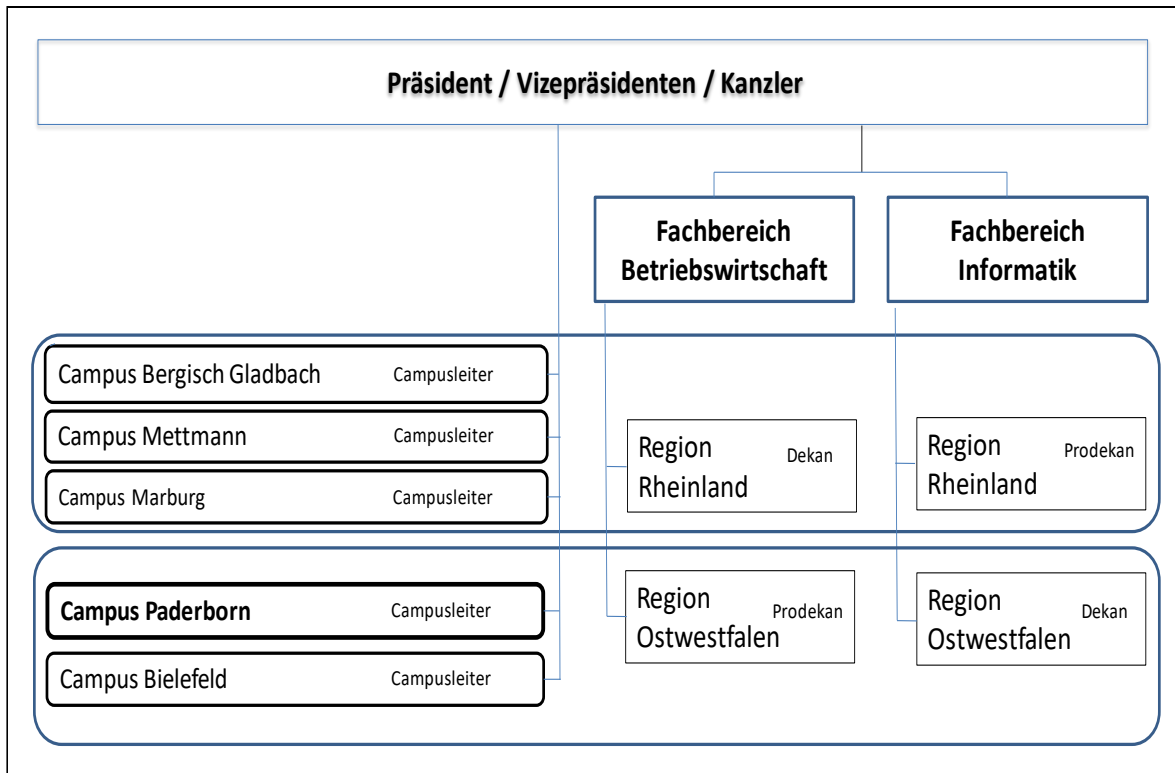 Präsident / Vizepräsidenten / Kanzler
Fachbereich
Betriebswirtschaft
Fachbereich
Informatik
Campus Bergisch Gladbach Campusleiter
Campus Mettmann Campusleiter
Campus Marburg Campusleiter
Region Dekan
Rheinland
Region Prodekan
Rheinland
Campus Paderborn Campusleiter
Campus Bielefeld Campusleiter
Region Prodekan
Ostwestfalen
Region Dekan
Ostwestfalen